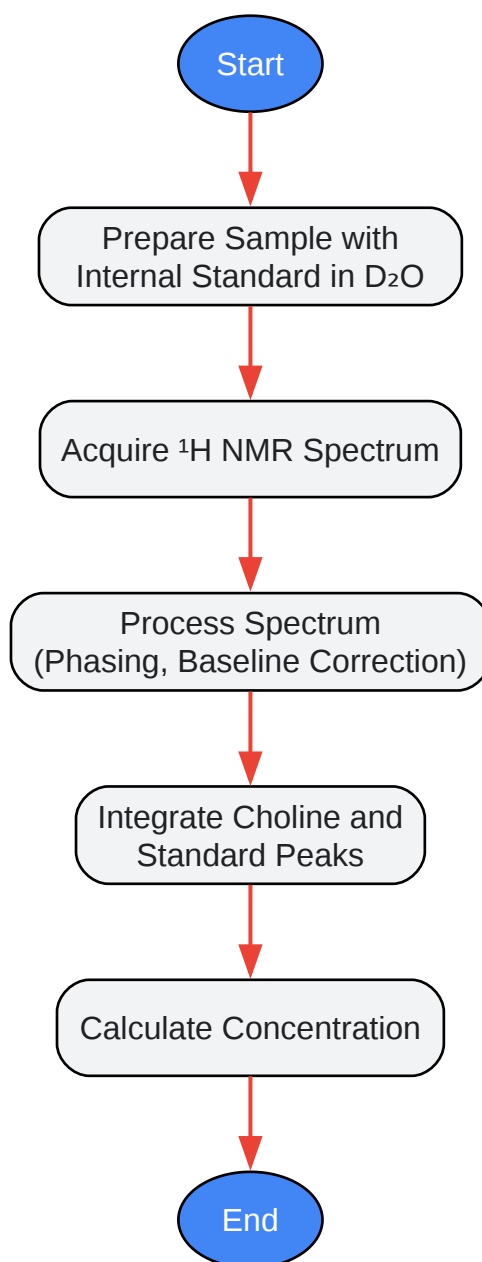 Start
Prepare Sample with
Internal Standard in D₂O
Acquire ¹H NMR Spectrum
Process Spectrum
(Phasing, Baseline Correction)
Integrate Choline and
Standard Peaks
Calculate Concentration
End